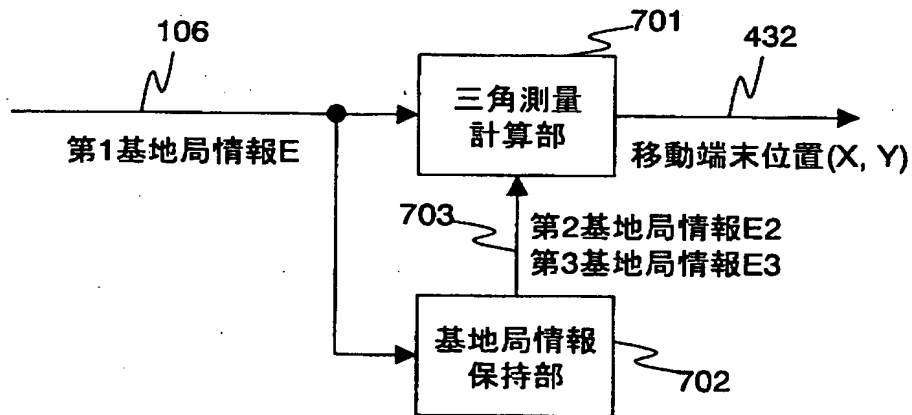 106
701
432
三角測量
計算部
第1基地局情報E
移動端末位置(X, Y)
703
第2基地局情報E2
第3基地局情報E3
基地局情報
保持部
702